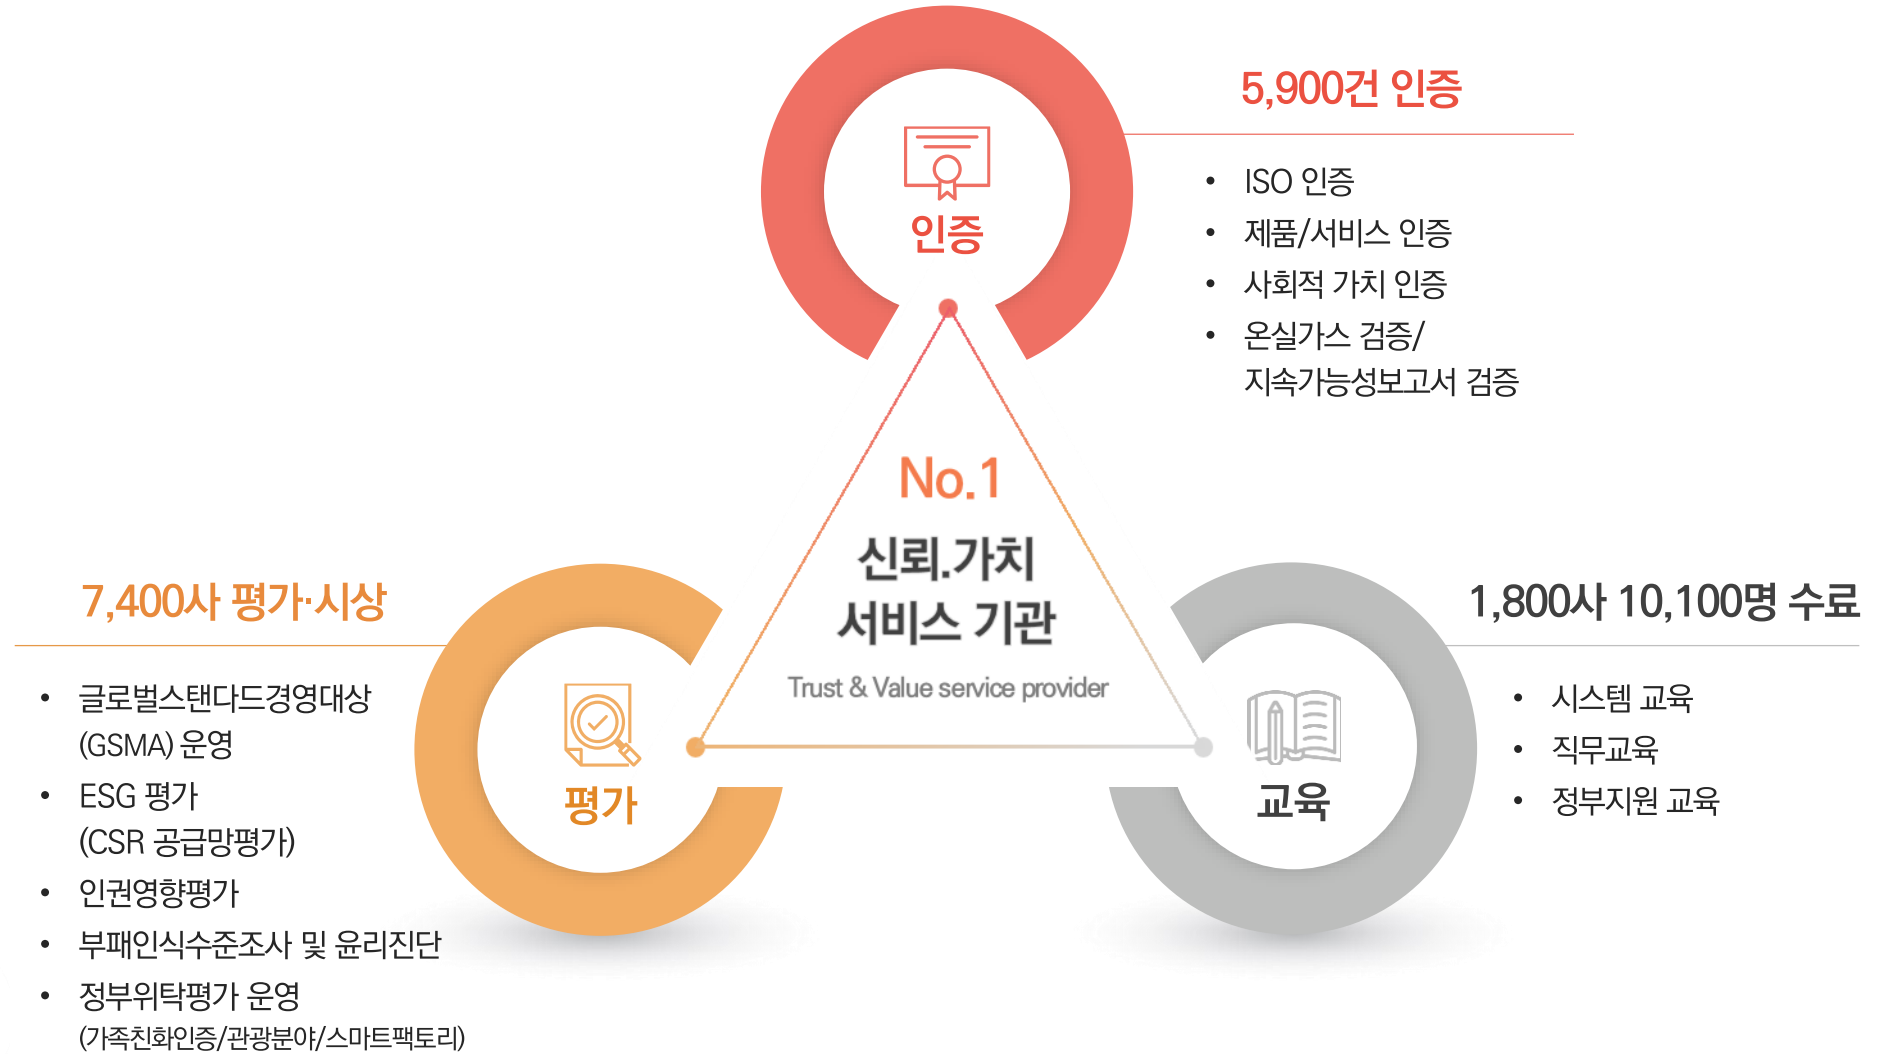 인증
5,900건 인증
• ISO 인증
• 제품/서비스 인증
• 사회적 가치 인증
• 온실가스 검증/
지속가능성보고서 검증
No.1
신뢰.가치
서비스 기관
Trust & Value service provider
7,400사 평가·시상
• 글로벌스탠다드경영대상
(GSMA) 운영
• ESG 평가
(CSR 공급망평가)
• 인권영향평가
• 부패인식수준조사 및 윤리진단
• 정부위탁평가 운영
(가족친화인증/관광분야/스마트팩토리)
평가
교육
1,800사 10,100명 수료
• 시스템 교육
• 직무교육
• 정부지원 교육